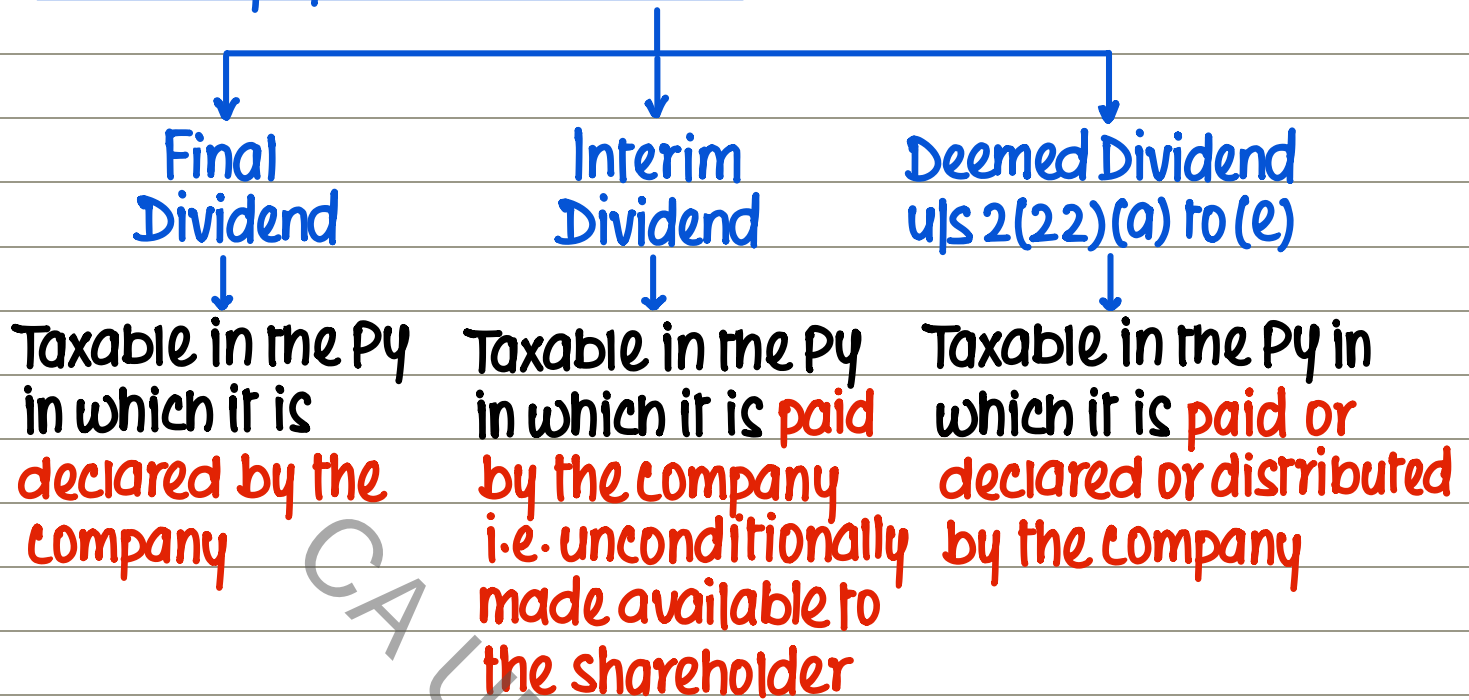 Final
Dividend
Interim
Dividend
Deemed Dividend
u/s 2(22)(a) to (e)
Taxable in the PY
in which it is
declared by the
company
Taxable in the PY
in which it is paid
by the company
i.e. unconditionally
made available to
the shareholder
Taxable in the PY in
which it is paid or
declared or distributed
by the company
CA